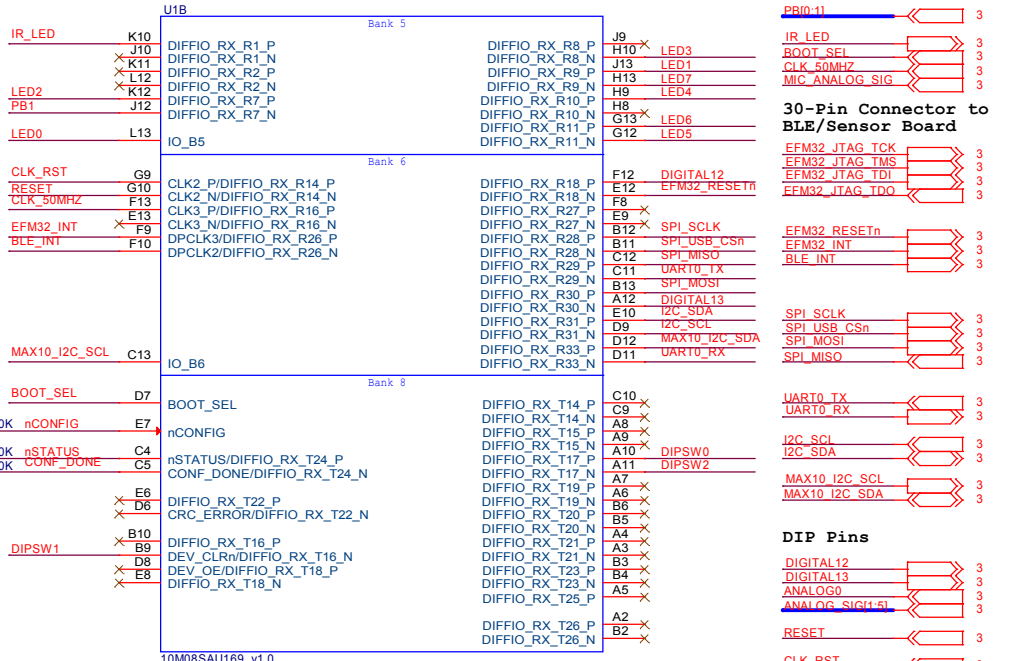 U1B
Bank 5
IR_LED K10 DIFFIO_RX_R1_P
J10 DIFFIO_RX_R1_N
K11 DIFFIO_RX_R2_P
L12 DIFFIO_RX_R2_N
LED2 K12 DIFFIO_RX_R7_P
PB1 J12 DIFFIO_RX_R7_N
LED0 L13 IO_B5
DIFFIO_RX_R8_P J9
DIFFIO_RX_R8_N H10 LED3
DIFFIO_RX_R9_P J13 LED1
DIFFIO_RX_R9_N H13 LED7
DIFFIO_RX_R10_P H9 LED4
DIFFIO_RX_R10_N H8
DIFFIO_RX_R11_P G13 LED6
DIFFIO_RX_R11_N G12 LED5
Bank 6
CLK_RST G9 CLK2_P/DIFFIO_RX_R14_P
RESET G10 CLK2_N/DIFFIO_RX_R14_N
CLK_50MHZ F13 CLK3_P/DIFFIO_RX_R16_P
E13 CLK3_N/DIFFIO_RX_R16_N
EFM32_INT F9 DPCLK3/DIFFIO_RX_R26_P
BLE_INT F10 DPCLK2/DIFFIO_RX_R26_N
MAX10_I2C_SCL C13 IO_B6
DIFFIO_RX_R18_P F12 DIGITAL12
DIFFIO_RX_R18_N E12 EFM32_RESETn
DIFFIO_RX_R27_P F8
DIFFIO_RX_R27_N E9
DIFFIO_RX_R28_P B12 SPI_SCLK
DIFFIO_RX_R28_N B11 SPI_USB_CSn
DIFFIO_RX_R29_P C12 SPI_MISO
DIFFIO_RX_R29_N C11 UART0_TX
DIFFIO_RX_R30_P B13 SPI_MOSI
DIFFIO_RX_R30_N A12 DIGITAL13
DIFFIO_RX_R31_P E10 I2C_SDA
DIFFIO_RX_R31_N D9 I2C_SCL
DIFFIO_RX_R33_P D12 MAX10_I2C_SDA
DIFFIO_RX_R33_N D11 UART0_RX
Bank 8
BOOT_SEL D7 BOOT_SEL
0K nCONFIG E7 nCONFIG
0K nSTATUS C4 nSTATUS/DIFFIO_RX_T24_P
0K CONF_DONE C5 CONF_DONE/DIFFIO_RX_T24_N
E6 DIFFIO_RX_T22_P
D6 CRC_ERROR/DIFFIO_RX_T22_N
B10 DIFFIO_RX_T16_P
DIPSW1 B9 DEV_CLRn/DIFFIO_RX_T16_N
D8 DEV_OE/DIFFIO_RX_T18_P
E8 DIFFIO_RX_T18_N
DIFFIO_RX_T14_P C10
DIFFIO_RX_T14_N C9
DIFFIO_RX_T15_P A8
DIFFIO_RX_T15_N A9
DIFFIO_RX_T17_P A10 DIPSW0
DIFFIO_RX_T17_N A11 DIPSW2
DIFFIO_RX_T19_P A7
DIFFIO_RX_T19_N A6
DIFFIO_RX_T20_P B6
DIFFIO_RX_T20_N B5
DIFFIO_RX_T21_P A4
DIFFIO_RX_T21_N A3
DIFFIO_RX_T23_P B3
DIFFIO_RX_T23_N B4
DIFFIO_RX_T25_P A5
DIFFIO_RX_T26_P A2
DIFFIO_RX_T26_N B2
10M08SAU169_v1.0
PB[0:1] 3
IR_LED 3
BOOT_SEL 3
CLK_50MHZ 3
MIC_ANALOG_SIG 3
30-Pin Connector to
BLE/Sensor Board
EFM32_JTAG_TCK 3
EFM32_JTAG_TMS 3
EFM32_JTAG_TDI 3
EFM32_JTAG_TDO 3
EFM32_RESETn 3
EFM32_INT 3
BLE_INT 3
SPI_SCLK 3
SPI_USB_CSn 3
SPI_MOSI 3
SPI_MISO 3
UART0_TX 3
UART0_RX 3
I2C_SCL 3
I2C_SDA 3
MAX10_I2C_SCL 3
MAX10_I2C_SDA 3
DIP Pins
DIGITAL12 3
DIGITAL13 3
ANALOG0 3
ANALOG_SIG[1:5] 3
RESET 3
CLK_RST 3